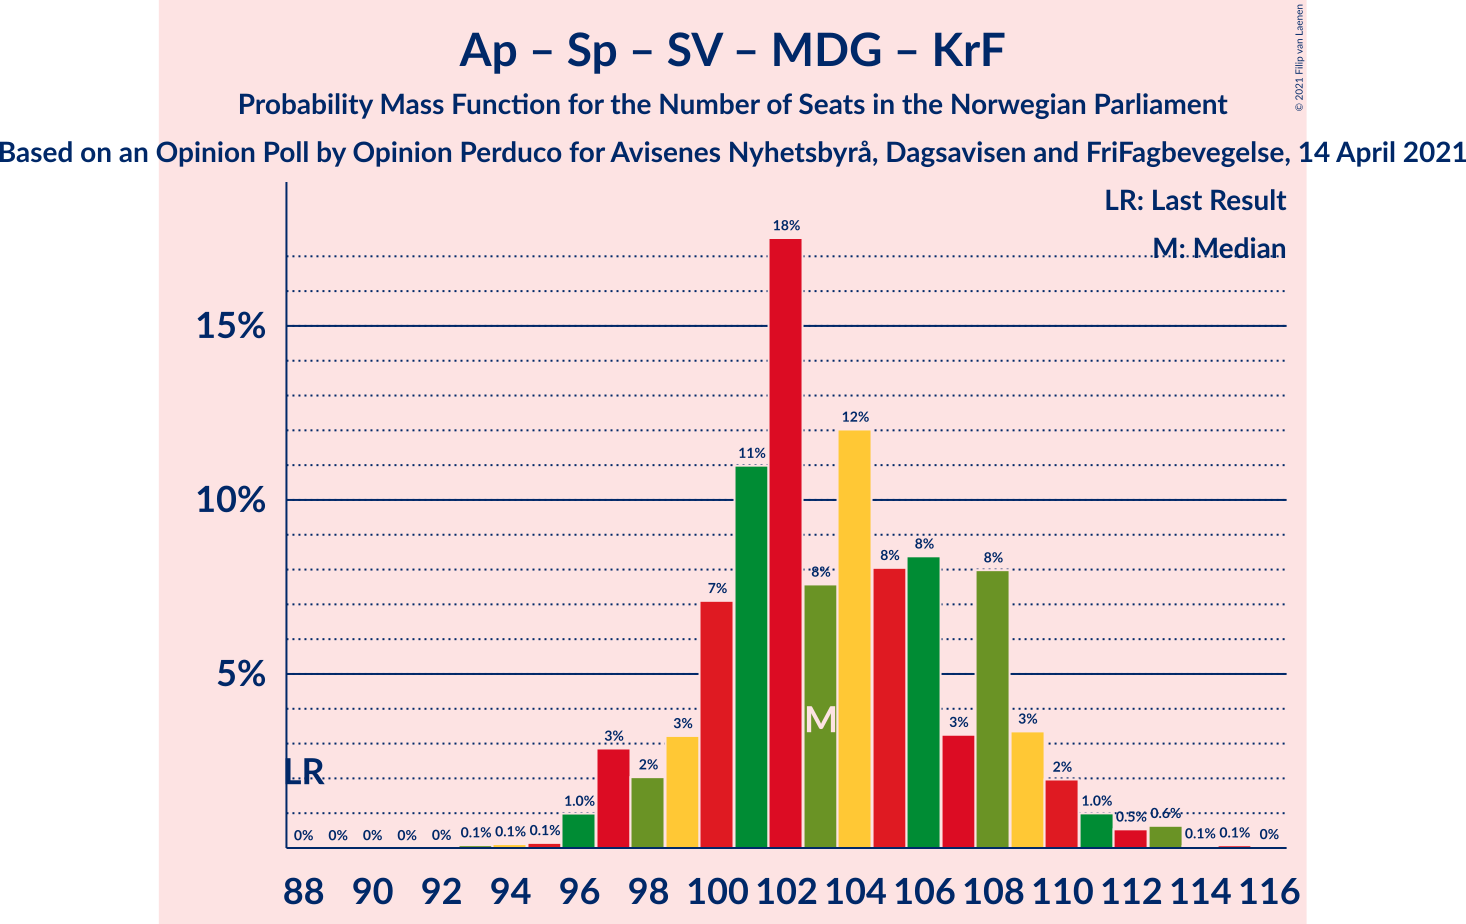 Ap – Sp – SV – MDG – KrF
Probability Mass Function for the Number of Seats in the Norwegian Parliament
Based on an Opinion Poll by Opinion Perduco for Avisenes Nyhetsbyrå, Dagsavisen and FriFagbevegelse, 14 April 2021
© 2021 Filip van Laenen
LR: Last Result
M: Median
15%
10%
5%
LR
M
0% 0% 0% 0% 0% 0.1% 0.1% 0.1% 1.0% 3% 2% 3% 7% 11% 18% 8% 12% 8% 8% 3% 8% 3% 2% 1.0% 0.5% 0.6% 0.1% 0.1% 0%
88 90 92 94 96 98 100 102 104 106 108 110 112 114 116